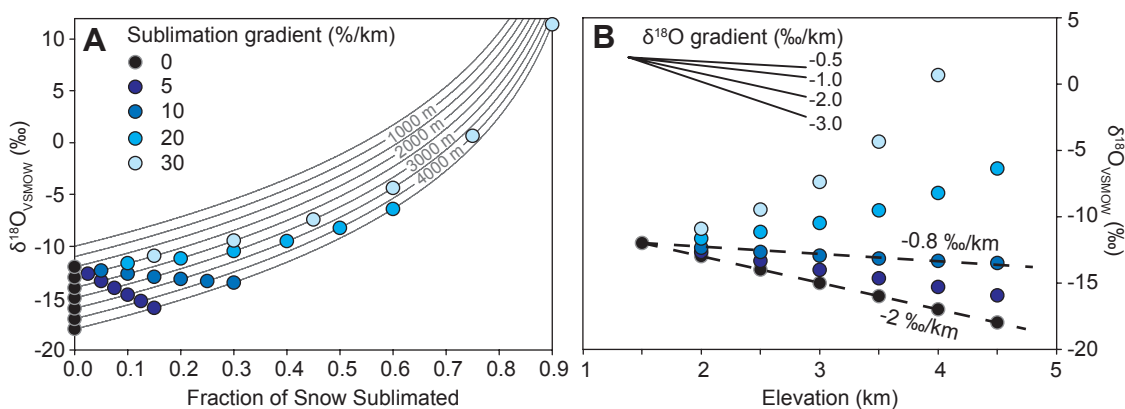 A
Sublimation gradient (%/km)
0
5
10
20
30
10
5
0
-5
-10
-15
-20
δ¹⁸O_VSMOW (‰)
1000 m
2000 m
3000 m
4000 m
0.0 0.1 0.2 0.3 0.4 0.5 0.6 0.7 0.8 0.9
Fraction of Snow Sublimated
B
δ¹⁸O gradient (‰/km)
-0.5
-1.0
-2.0
-3.0
-0.8 ‰/km
-2 ‰/km
5
0
-5
-10
-15
-20
δ¹⁸O_VSMOW (‰)
1 2 3 4 5
Elevation (km)